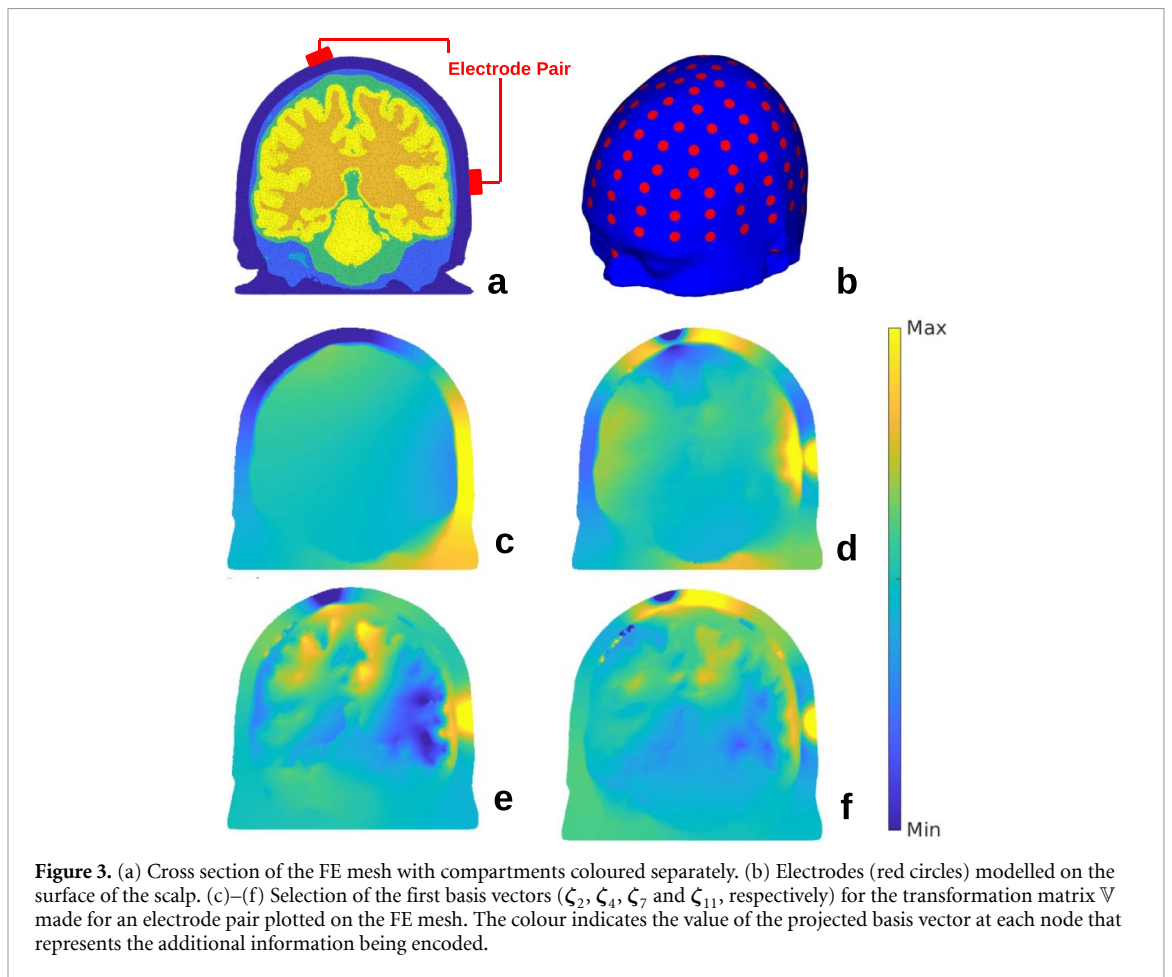 Electrode Pair
a
b
Max
c
d
e
f
Min
Figure 3. (a) Cross section of the FE mesh with compartments coloured separately. (b) Electrodes (red circles) modelled on the
surface of the scalp. (c)–(f) Selection of the first basis vectors (ζ₂, ζ₄, ζ₇ and ζ₁₁, respectively) for the transformation matrix 𝕍
made for an electrode pair plotted on the FE mesh. The colour indicates the value of the projected basis vector at each node that
represents the additional information being encoded.